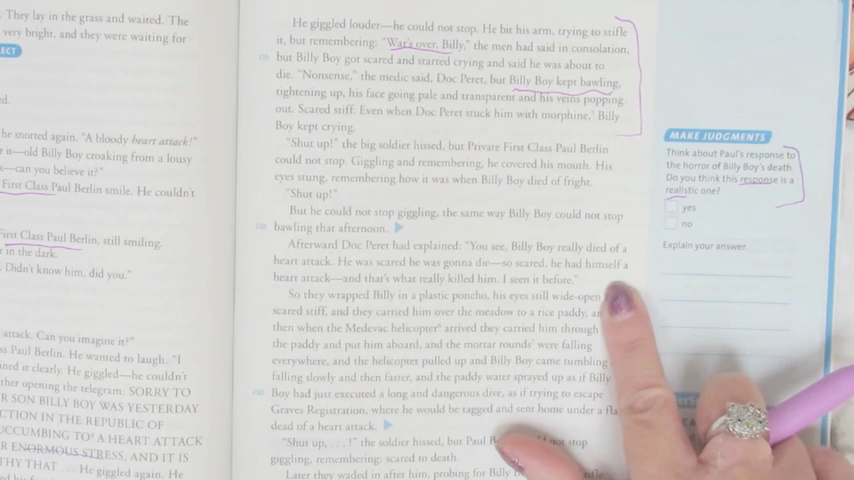 . They lay in the grass and waited. The
very bright, and they were waiting for
ECT
ed.
he snorted again. "A bloody heart attack!"
r it—old Billy Boy croaking from a lousy
k—can you believe it?"
First Class Paul Berlin smile. He couldn't
First Class Paul Berlin, still smiling.
r in the dark.
Didn't know him, did you."
attack. Can you imagine it?"
ss Paul Berlin. He wanted to laugh. "I
ned it clearly. He giggled—he couldn't
ther opening the telegram: SORRY TO
R SON BILLY BOY WAS YESTERDAY
CTION IN THE REPUBLIC OF
UCCUMBING TO A HEART ATTACK
R ENORMOUS STRESS, AND IT IS
THY THAT . . . He giggled again. He
He giggled louder—he could not stop. He bit his arm, trying to stifle
it, but remembering: "War's over, Billy," the men had said in consolation,
but Billy Boy got scared and started crying and said he was about to
die. "Nonsense," the medic said, Doc Peret, but Billy Boy kept bawling,
tightening up, his face going pale and transparent and his veins popping
out. Scared stiff. Even when Doc Peret stuck him with morphine, Billy
Boy kept crying.
"Shut up!" the big soldier hissed, but Private First Class Paul Berlin
could not stop. Giggling and remembering, he covered his mouth. His
eyes stung, remembering how it was when Billy Boy died of fright.
"Shut up!"
But he could not stop giggling, the same way Billy Boy could not stop
bawling that afternoon.
Afterward Doc Peret had explained: "You see, Billy Boy really died of a
heart attack. He was scared he was gonna die—so scared, he had himself a
heart attack—and that's what really killed him. I seen it before."
So they wrapped Billy in a plastic poncho, his eyes still wide-open
scared stiff, and they carried him over the meadow to a rice paddy, an
then when the Medevac helicopter arrived they carried him through
the paddy and put him aboard, and the mortar rounds were falling
everywhere, and the helicopter pulled up and Billy Boy came tumbling
falling slowly and then faster, and the paddy water sprayed up as if Billy
Boy had just executed a long and dangerous dive, as if trying to escape
Graves Registration, where he would be tagged and sent home under a fla
dead of a heart attack.
"Shut up, . . . !" the soldier hissed, but Paul B could not stop
giggling, remembering: scared to death.
Later they waded in after him, probing for Billy B rifle
MAKE JUDGMENTS
Think about Paul's response to
the horror of Billy Boy's death.
Do you think this response is a
realistic one?
yes
no
Explain your answer.